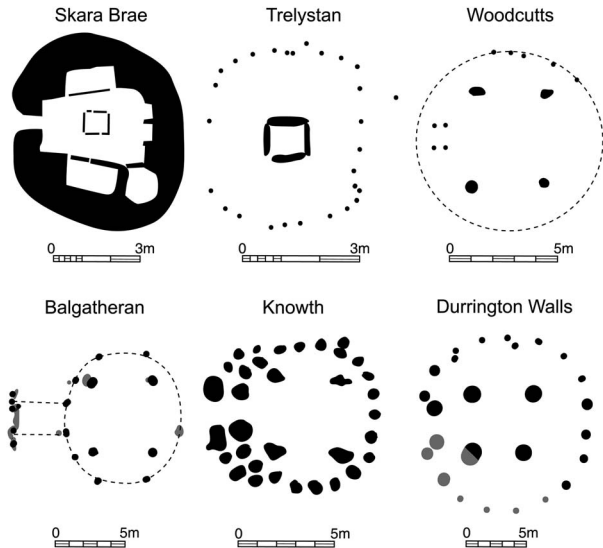 Skara Brae
Trelystan
Woodcutts
0 3m
0 3m
0 5m
Balgatheran
Knowth
Durrington Walls
0 5m
0 5m
0 5m